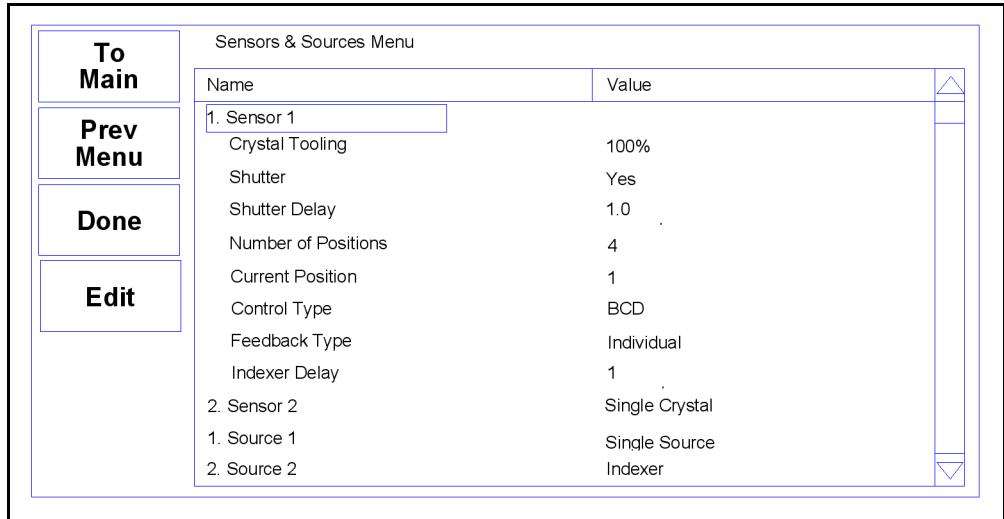 Sensors & Sources Menu
To
Main
Prev
Menu
Done
Edit
Name Value
1. Sensor 1
Crystal Tooling 100%
Shutter Yes
Shutter Delay 1.0
Number of Positions 4
Current Position 1
Control Type BCD
Feedback Type Individual
Indexer Delay 1
2. Sensor 2 Single Crystal
1. Source 1 Single Source
2. Source 2 Indexer